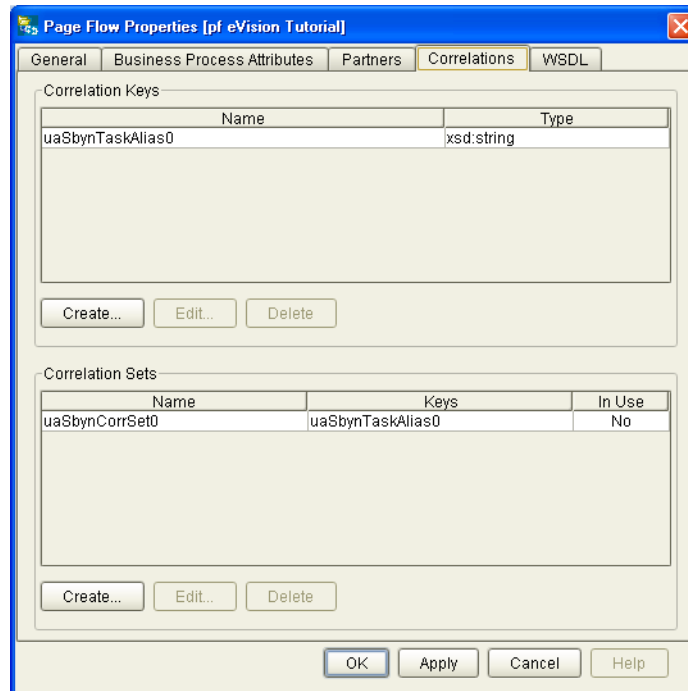 Page Flow Properties [pf eVision Tutorial]
General Business Process Attributes Partners Correlations WSDL
Correlation Keys
Name Type
uaSbynTaskAlias0 xsd:string
Create... Edit... Delete
Correlation Sets
Name Keys In Use
uaSbynCorrSet0 uaSbynTaskAlias0 No
Create... Edit... Delete
OK Apply Cancel Help